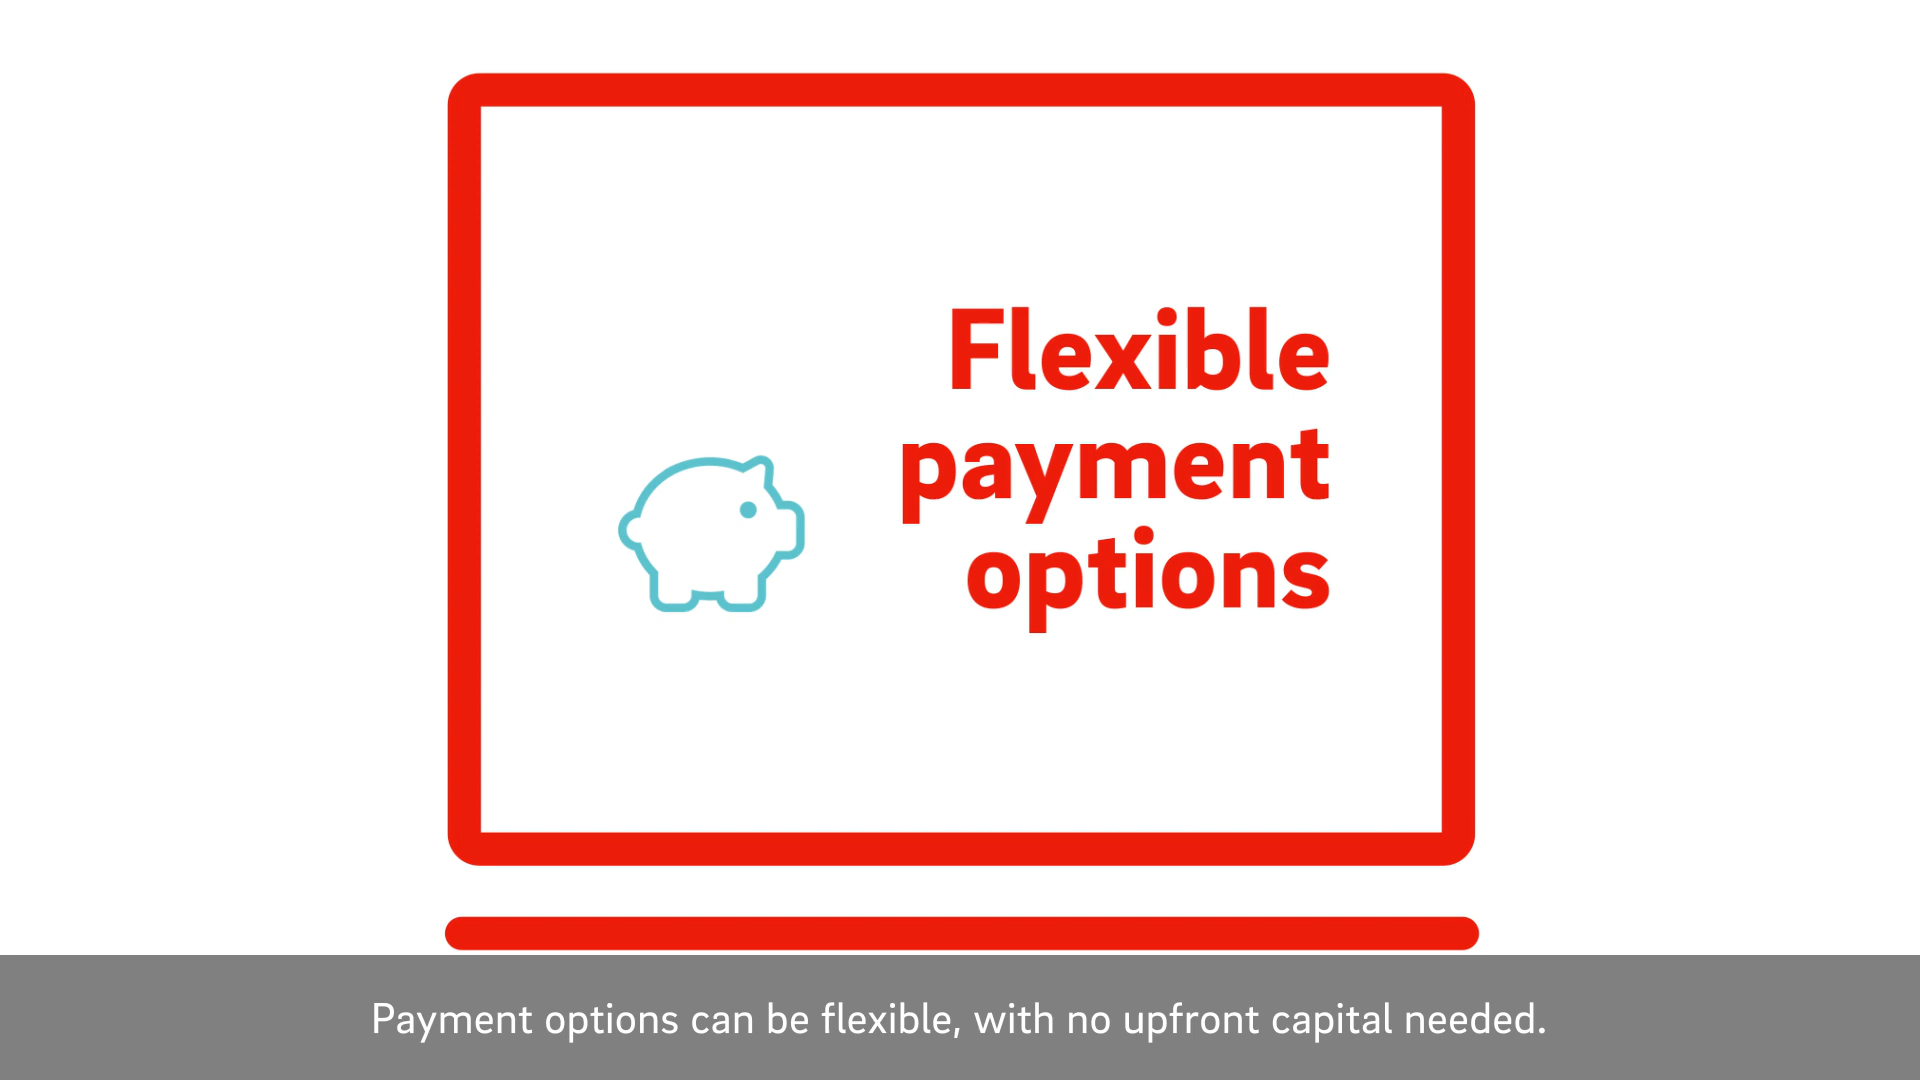 Flexible
payment
options
Payment options can be flexible, with no upfront capital needed.